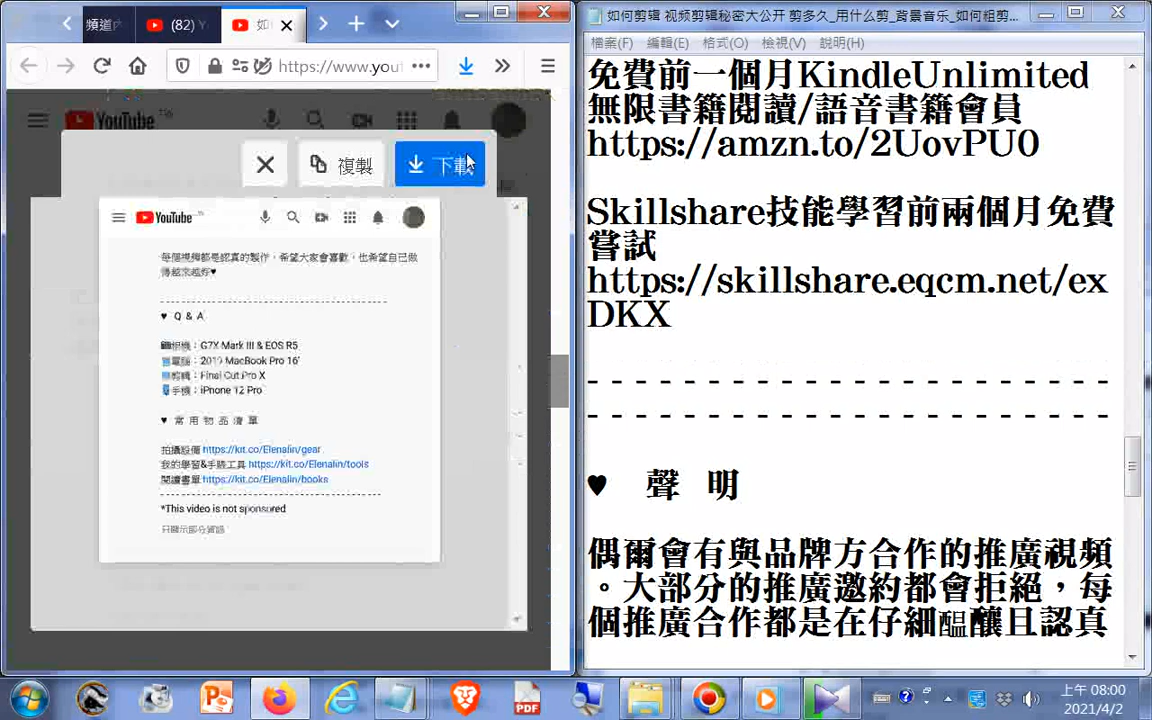 (82) Y
如
https://www.you
YouTube TW
複製
下載
YouTube
每個視頻都是認真的製作，希望大家會喜歡，也希望自己做
得越來越好♥
♥ Q & A
相機：G7X Mark III & EOS R5
電腦：2019 MacBook Pro 16"
剪輯：Final Cut Pro X
手機：iPhone 12 Pro
♥ 常 用 物 品 清 單
拍攝設備 https://kit.co/Elenalin/gear
我的學習&手賬工具 https://kit.co/Elenalin/tools
閱讀書單 https://kit.co/Elenalin/books
*This video is not sponsored
只顯示部分資訊
如何剪辑 视频剪辑秘密大公开 剪多久_用什么剪_背景音乐_如何粗剪...
檔案(F) 編輯(E) 格式(O) 檢視(V) 說明(H)
免費前一個月KindleUnlimited
無限書籍閱讀/語音書籍會員
https://amzn.to/2UovPU0
Skillshare技能學習前兩個月免費
嘗試
https://skillshare.eqcm.net/ex
DKX
- - - - - - - - - - - - - - - - - - - - - -
- - - - - - - - - - - - - - - - - - - - - -
♥ 聲 明
偶爾會有與品牌方合作的推廣視頻
。大部分的推廣邀約都會拒絕，每
個推廣合作都是在仔細醞釀且認真
PDF
上午 08:00
2021/4/2